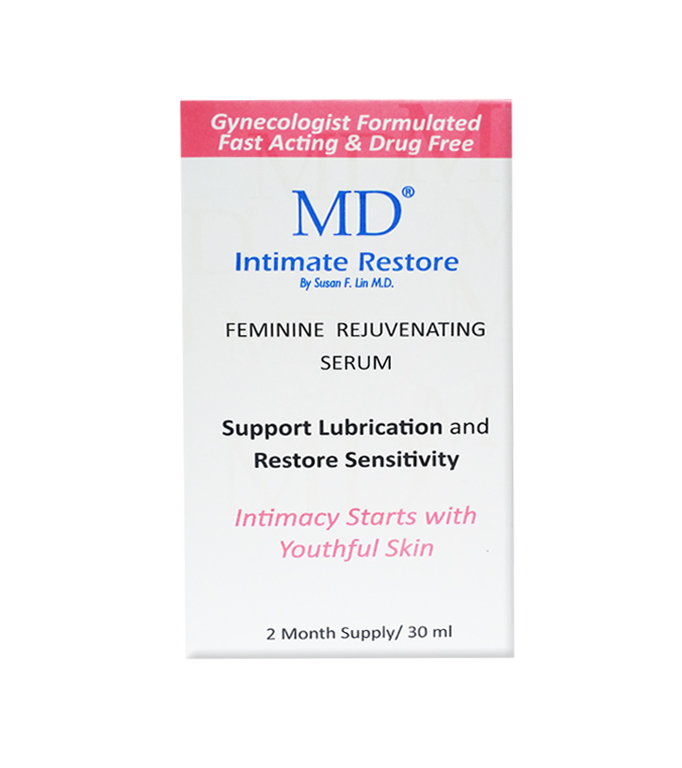 Gynecologist Formulated
Fast Acting & Drug Free
MD®
Intimate Restore
By Susan F. Lin M.D.
FEMININE REJUVENATING
SERUM
Support Lubrication and
Restore Sensitivity
Intimacy Starts with
Youthful Skin
2 Month Supply/ 30 ml